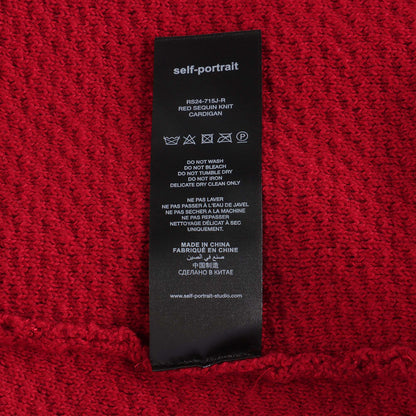 self-portrait
RS24-715J-R
RED SEQUIN KNIT
CARDIGAN
DO NOT WASH
DO NOT BLEACH
DO NOT TUMBLE DRY
DO NOT IRON
DELICATE DRY CLEAN ONLY
NE PAS LAVER
NE PAS PASSER À L'EAU DE JAVEL
NE PAS SECHER A LA MACHINE
NE PAS REPASSER
NETTOYAGE DÉLICAT À SEC
UNIQUEMENT.
MADE IN CHINA
FABRIQUÉ EN CHINE
صنع في الصين
中国制造
СДЕЛАНО В КИТАЕ
www.self-portrait-studio.com